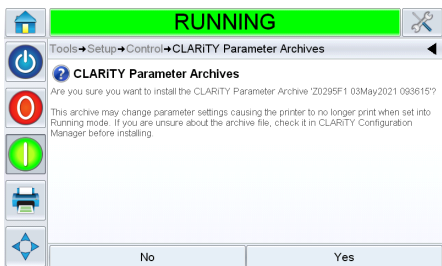 RUNNING
Tools→Setup→Control→CLARiTY Parameter Archives
CLARiTY Parameter Archives
Are you sure you want to install the CLARiTY Parameter Archive 'Z0295F1 03May2021 093615'?
This archive may change parameter settings causing the printer to no longer print when set into
Running mode. If you are unsure about the archive file, check it in CLARiTY Configuration
Manager before installing.
No
Yes